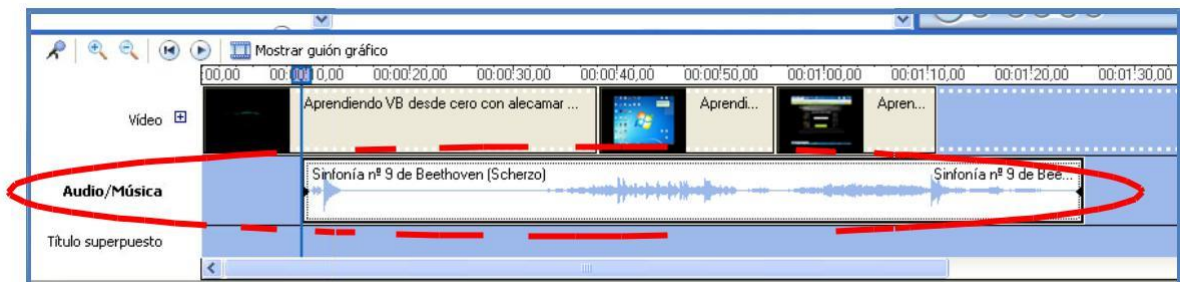 Mostrar guión gráfico
00,00 00:00:10,00 00:00:20,00 00:00:30,00 00:00:40,00 00:00:50,00 00:01:00,00 00:01:10,00 00:01:20,00 00:01:30,00
Vídeo Aprendiendo VB desde cero con alecamar ... Aprendi... Apren...
Audio/Música Sinfonía nº 9 de Beethoven (Scherzo) Sinfonía nº 9 de Bee...
Título superpuesto